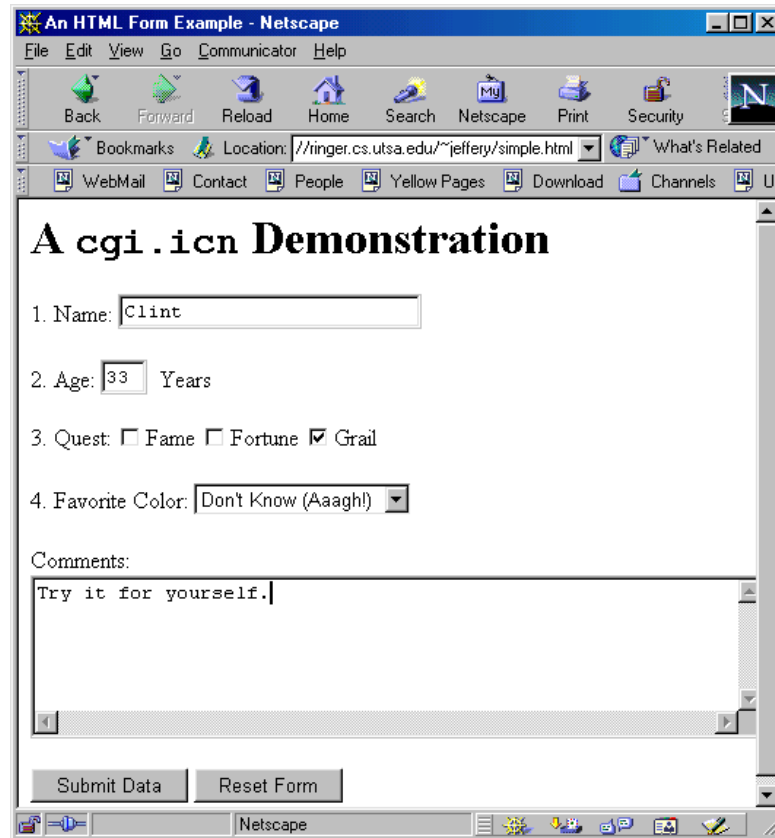 An HTML Form Example - Netscape
File Edit View Go Communicator Help
My
N
Back Forward Reload Home Search Netscape Print Security
Bookmarks Location: //ringer.cs.utsa.edu/~jeffery/simple.html What's Related
WebMail Contact People Yellow Pages Download Channels U
A cgi.icn Demonstration
1. Name: Clint
2. Age: 33 Years
3. Quest: Fame Fortune Grail
4. Favorite Color: Don't Know (Aaagh!)
Comments:
Try it for yourself.
Submit Data Reset Form
Netscape